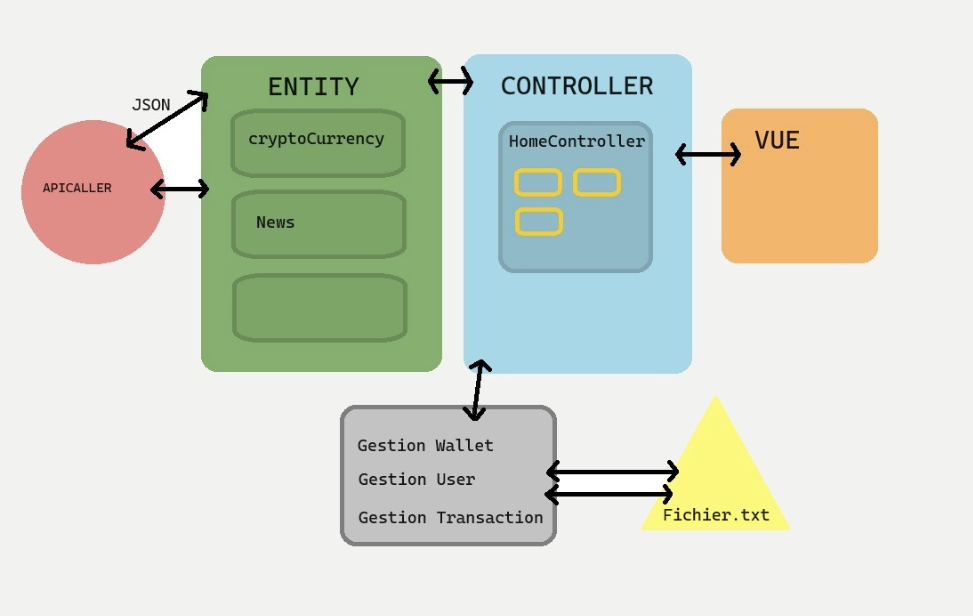 ENTITY
CONTROLLER
JSON
cryptoCurrency
HomeController
VUE
APICALLER
News
Gestion Wallet
Gestion User
Gestion Transaction
Fichier.txt